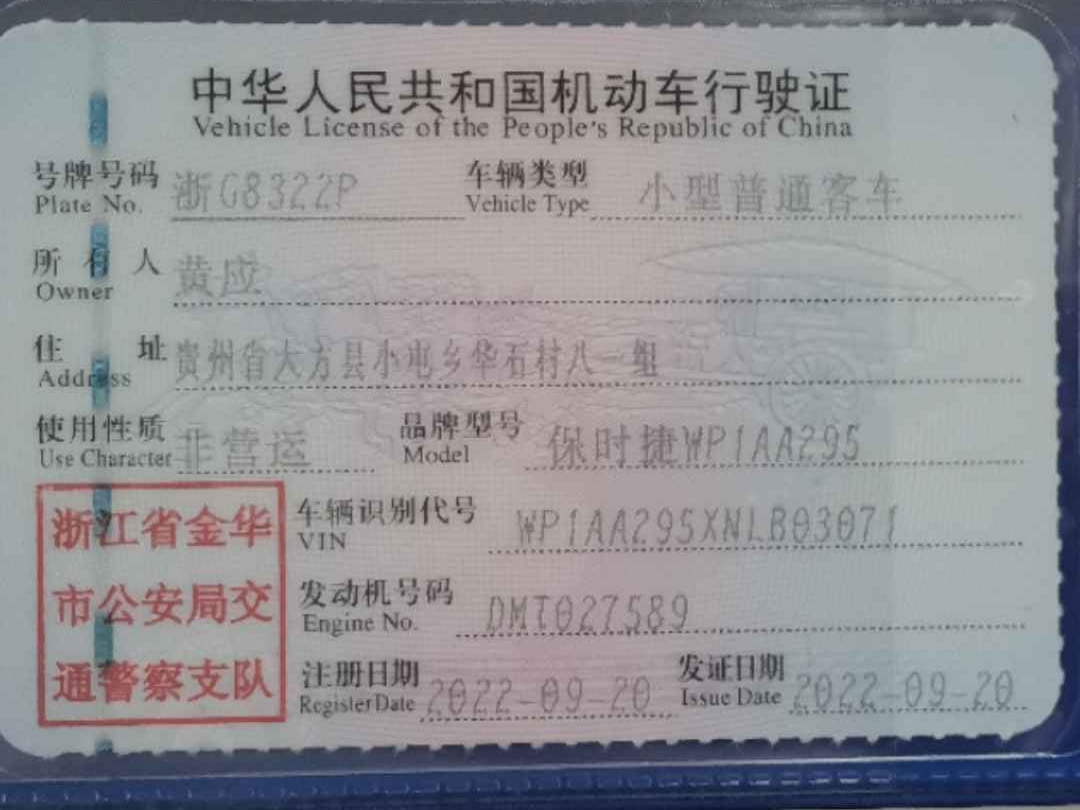 中华人民共和国机动车行驶证
Vehicle License of the People's Republic of China
号牌号码 浙G8322P 车辆类型 小型普通客车
Plate No. Vehicle Type
所有人 黄应
Owner
住址 贵州省大方县小屯乡华石村八一组
Address
使用性质 非营运 品牌型号 保时捷WP1AA295
Use Character Model
浙江省金华 车辆识别代号 WP1AA295XNLB03071
VIN
市公安局交 发动机号码 DMT027589
Engine No.
通警察支队 注册日期 2022-09-20 发证日期 2022-09-20
Register Date Issue Date